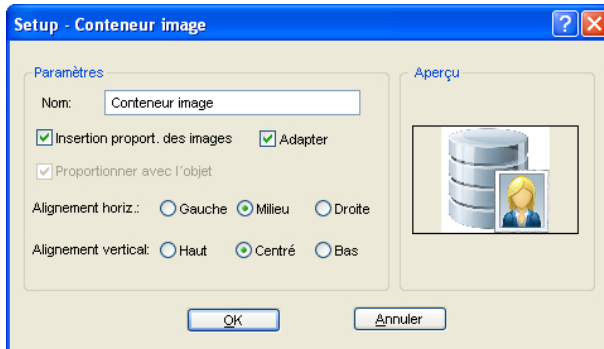 Setup - Conteneur image
Paramètres
Nom: Conteneur image
Insertion proport. des images Adapter
Proportionner avec l'objet
Alignement horiz.: Gauche Milieu Droite
Alignement vertical: Haut Centré Bas
Aperçu
OK Annuler